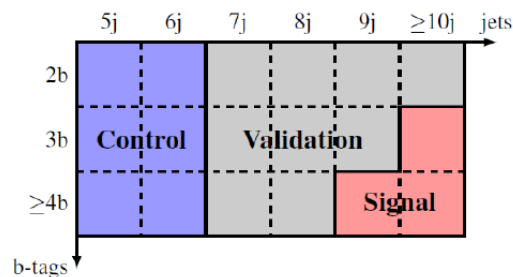 5j 6j 7j 8j 9j ≥10j jets
2b
3b Control Validation
≥4b Signal
b-tags